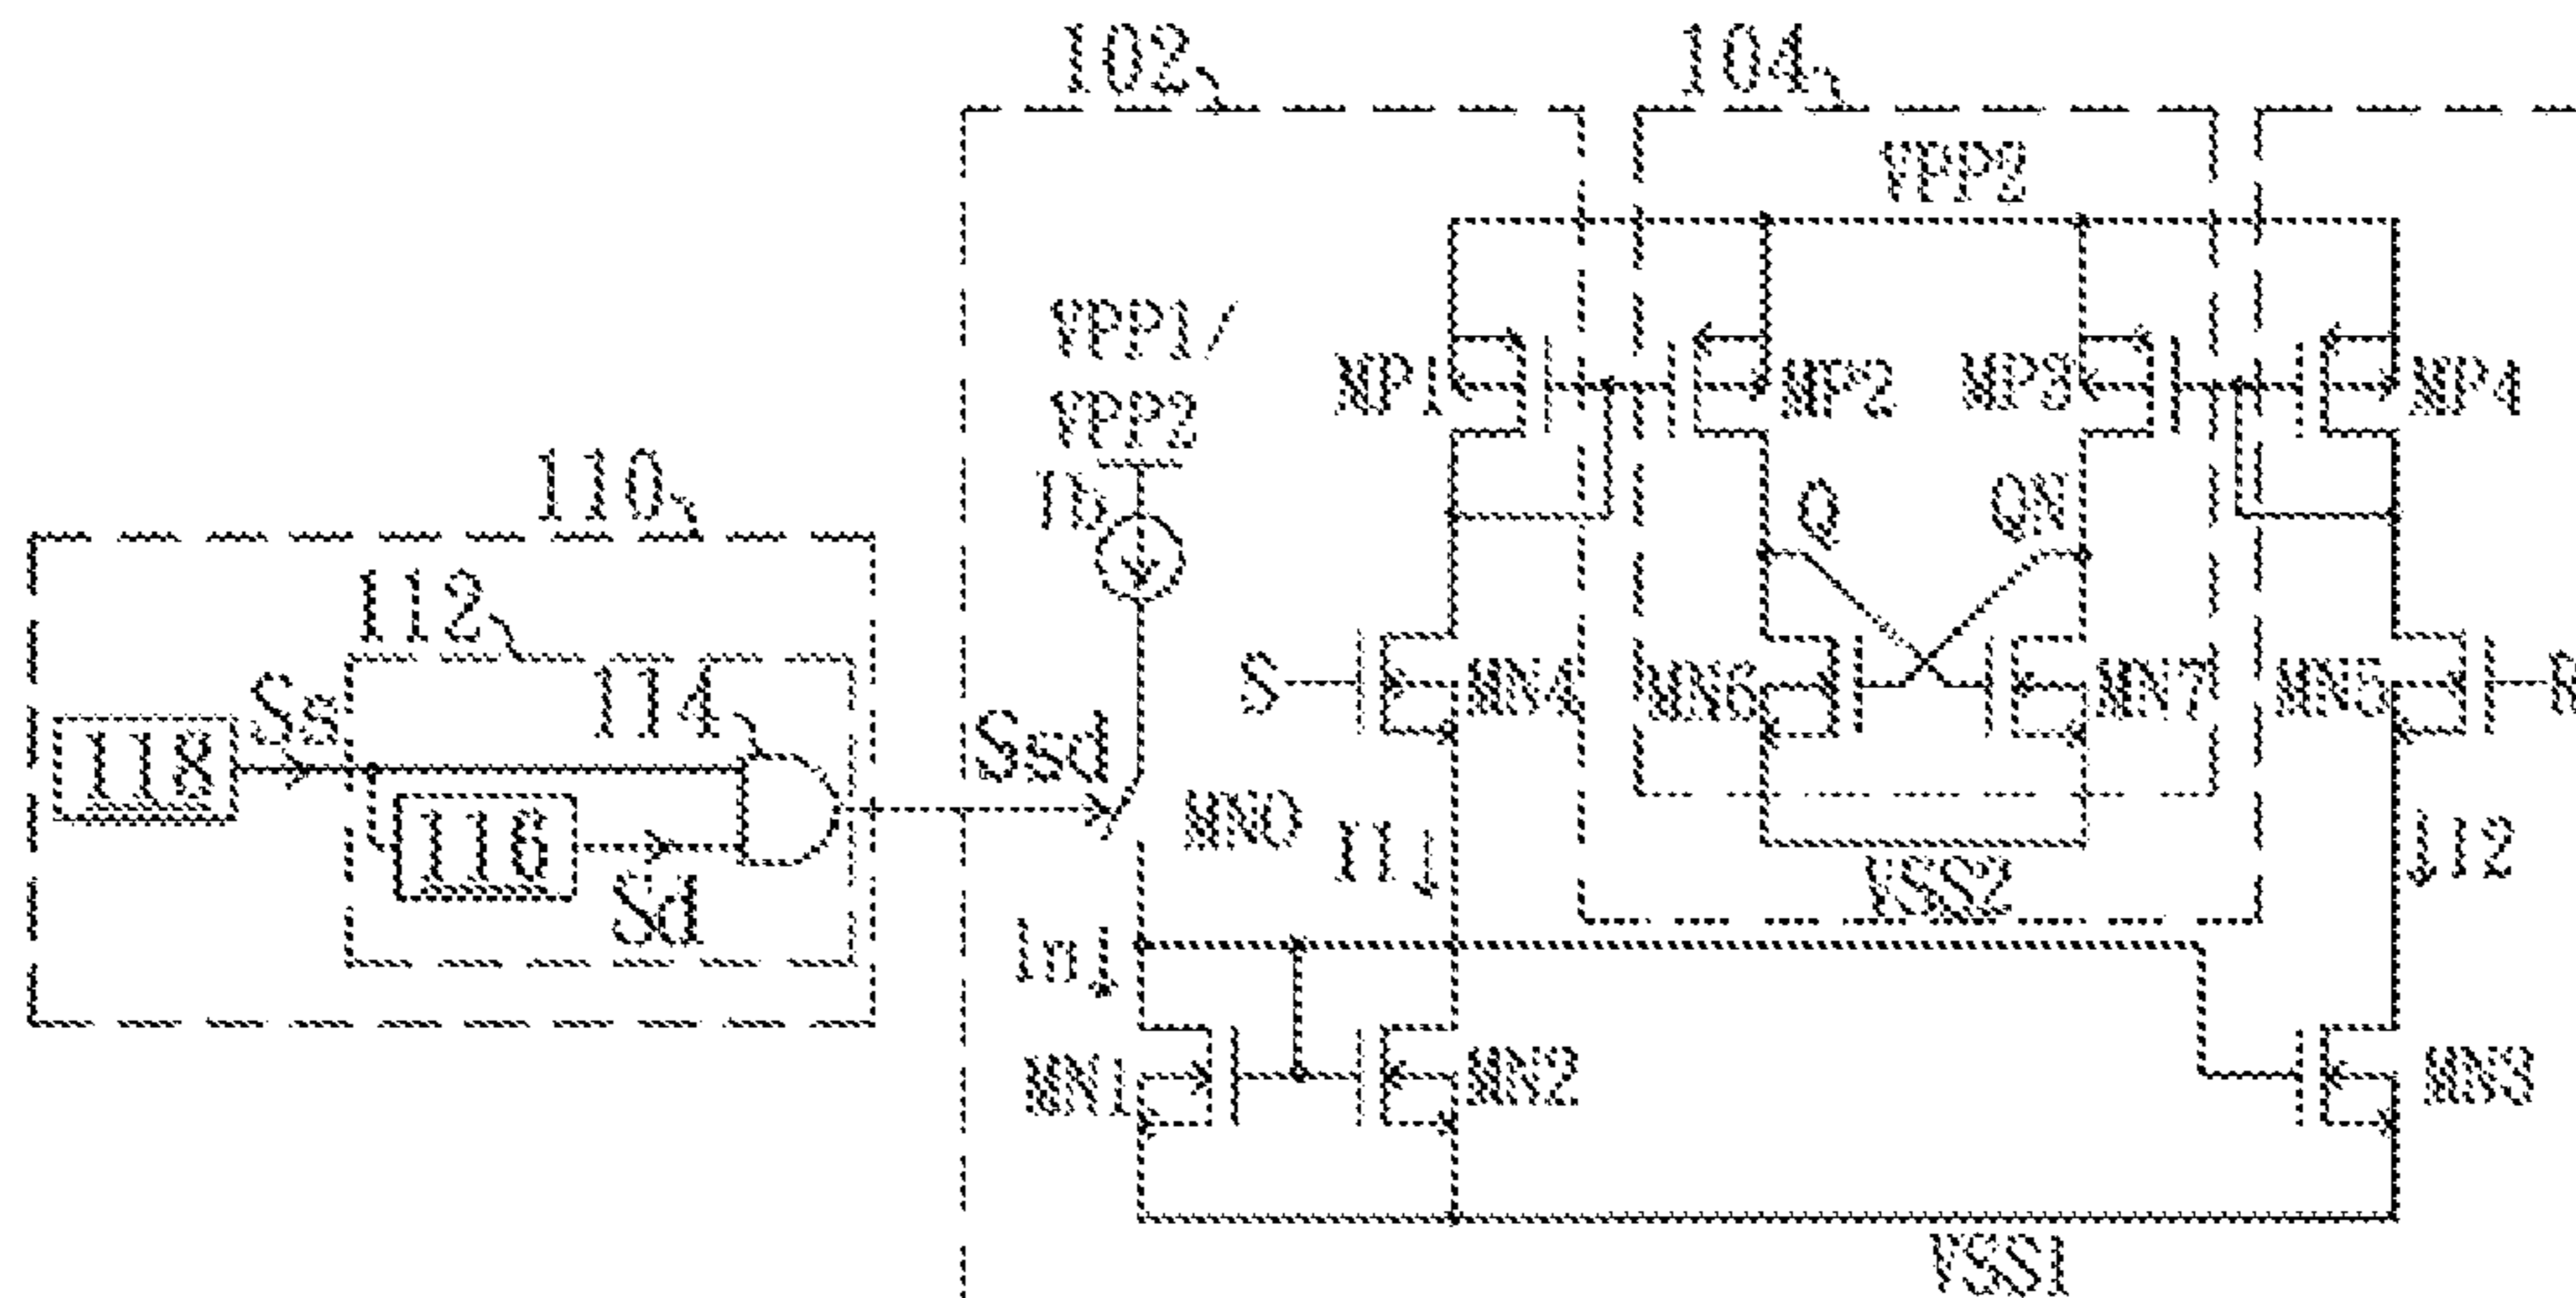 102
104
VPP2
VPP1/
VPP2
MP1
MP2
MP3
MP4
110
Ib
Q
QN
112
114
Ss
S
MN4
MN6
MN7
MN5
R
118
Ssd
MN0
116
Sd
I1
I2
VSS2
In
MN1
MN2
MN3
VSS1